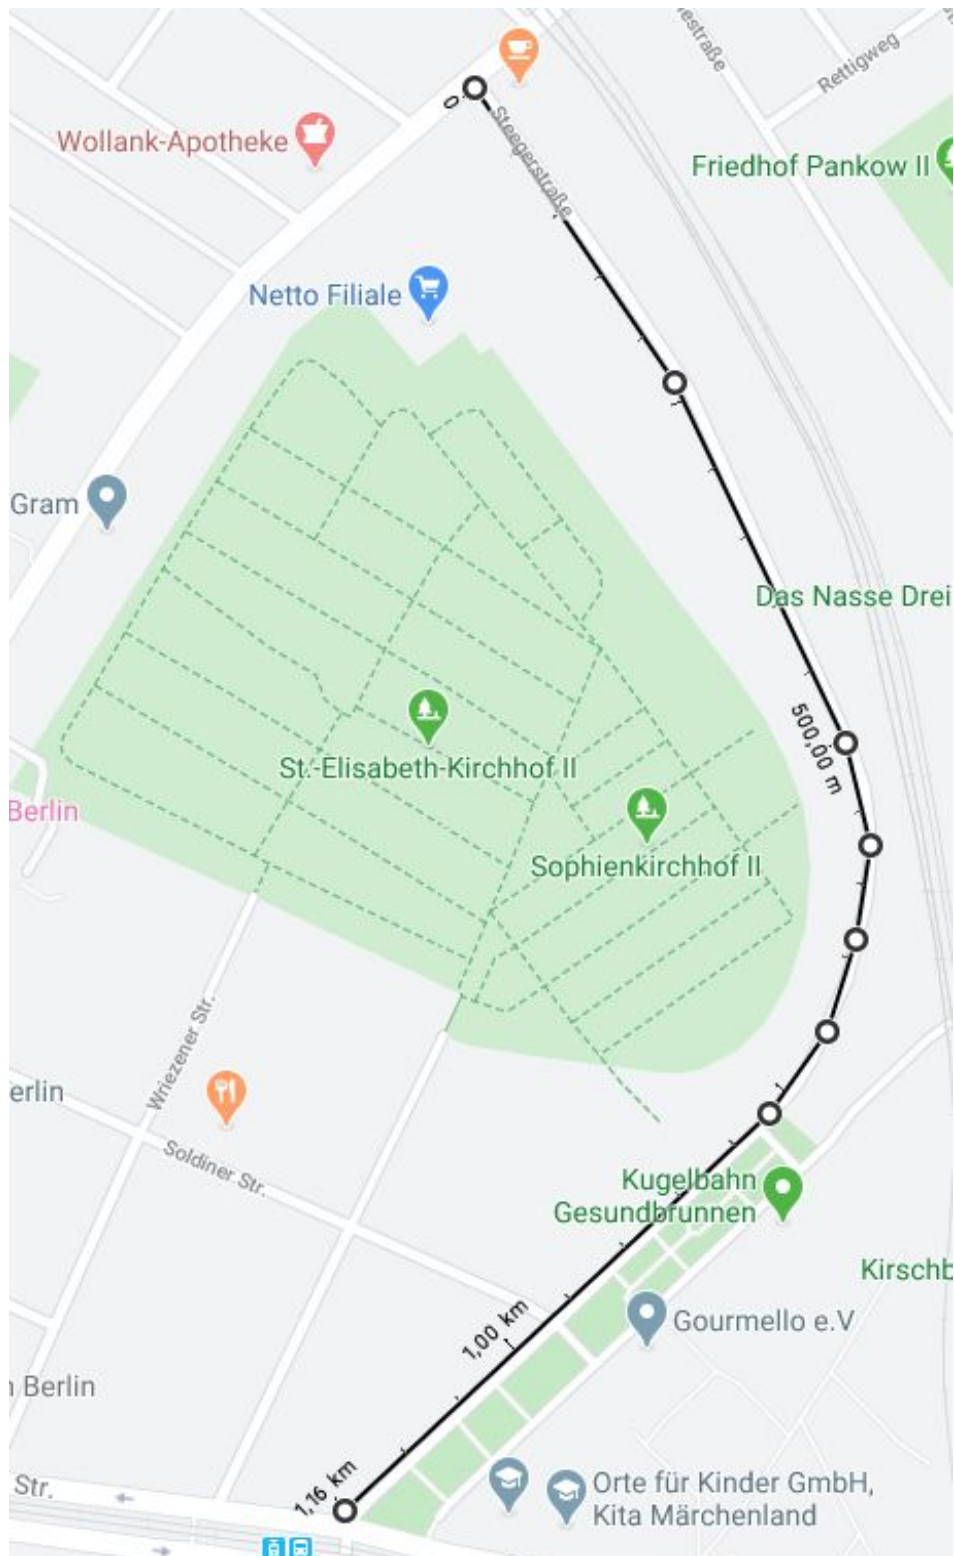 0
Steegerstraße
Rettigweg
Wollank-Apotheke
Friedhof Pankow II
Netto Filiale
Gram
Das Nasse Drei
500,00 m
St.-Elisabeth-Kirchhof II
Berlin
Sophienkirchhof II
Wriezener Str.
erlin
Soldiner Str.
Kugelbahn
Gesundbrunnen
Kirschb
1,00 km
Gourmello e.V
Berlin
1,16 km
Str.
Orte für Kinder GmbH,
Kita Märchenland